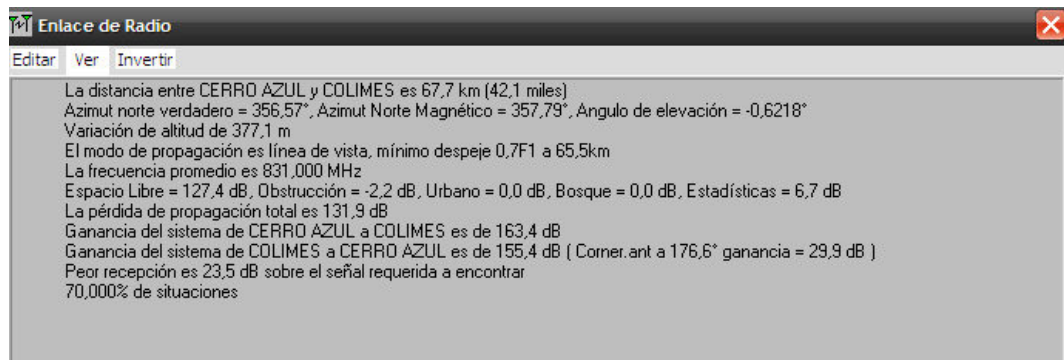 Enlace de Radio
Editar Ver Invertir
La distancia entre CERRO AZUL y COLIMES es 67,7 km (42,1 miles)
Azimut norte verdadero = 356,57°, Azimut Norte Magnético = 357,79°, Angulo de elevación = -0,6218°
Variación de altitud de 377,1 m
El modo de propagación es línea de vista, mínimo despeje 0,7F1 a 65,5km
La frecuencia promedio es 831,000 MHz
Espacio Libre = 127,4 dB, Obstrucción = -2,2 dB, Urbano = 0,0 dB, Bosque = 0,0 dB, Estadísticas = 6,7 dB
La pérdida de propagación total es 131,9 dB
Ganancia del sistema de CERRO AZUL a COLIMES es de 163,4 dB
Ganancia del sistema de COLIMES a CERRO AZUL es de 155,4 dB ( Corner.ant a 176,6° ganancia = 29,9 dB )
Peor recepción es 23,5 dB sobre el señal requerida a encontrar
70,000% de situaciones